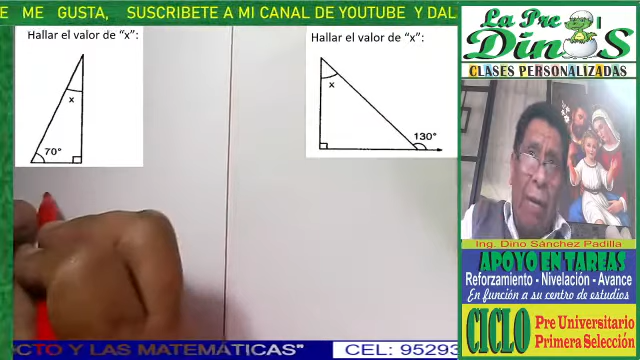 E ME GUSTA, SUSCRIBETE A MI CANAL DE YOUTUBE Y DAL
La Pre
DinoS
CLASES PERSONALIZADAS
Hallar el valor de “x”:
x
70°
Hallar el valor de “x”:
x
130°
Ing. Dino Sánchez Padilla
APOYO EN TAREAS
Reforzamiento - Nivelación - Avance
En función a su centro de estudios
CICLO
Pre Universitario
Primera Selección
CTO Y LAS MATEMÁTICAS"
CEL: 95293